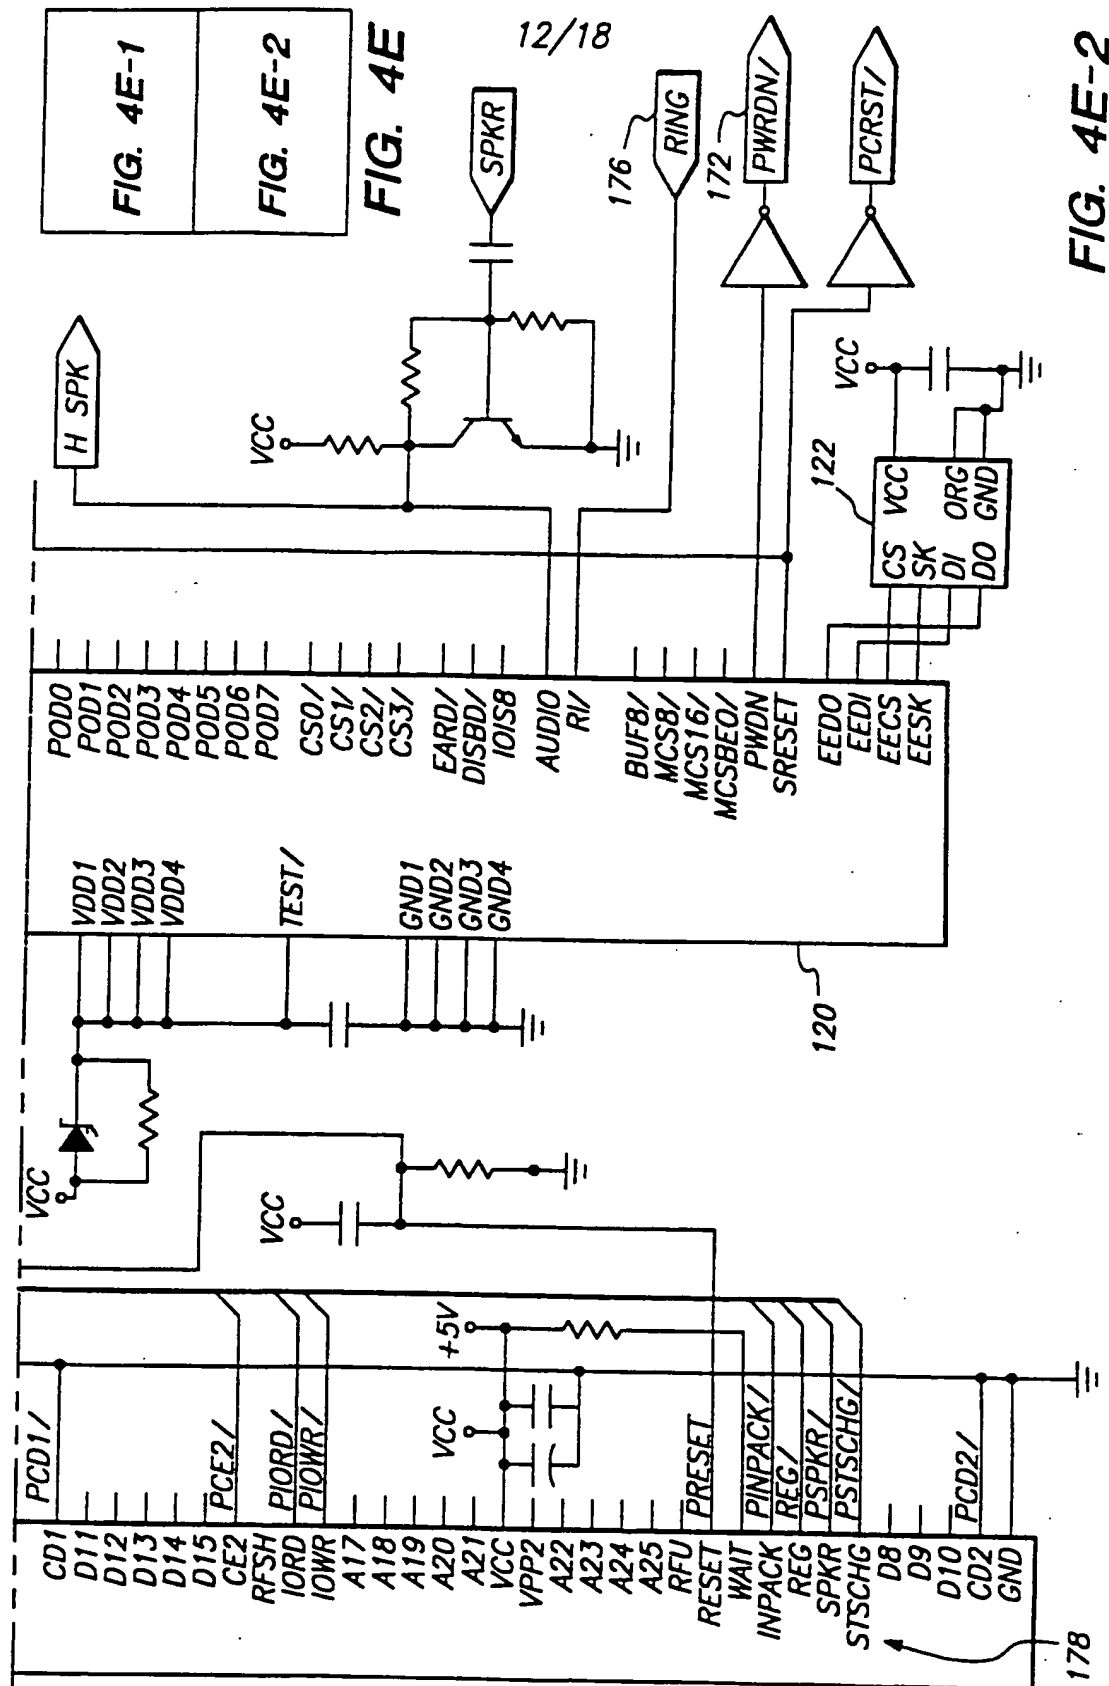 12/18
FIG. 4E-1
FIG. 4E-2
FIG. 4E
H SPK
SPKR
176
RING
172
PWRDN/
PCRST/
VCC
VCC
122
CS
SK
DI
DO
VCC
ORG
GND
POD0
POD1
POD2
POD3
POD4
POD5
POD6
POD7
CS0/
CS1/
CS2/
CS3/
EARD/
DISBD/
IOIS8
AUDIO
RI/
BUF8/
MCS8/
MCS16/
MCSBEO/
PWDN
SRESET
EEDO
EEDI
EECS
EESK
VDD1
VDD2
VDD3
VDD4
TEST/
GND1
GND2
GND3
GND4
120
VCC
VCC
+5V
VCC
PCD1/
PCE2/
PIORD/
PIOWR/
PRESET
PINPACK/
REG/
PSPKR/
PSTSCHG/
PCD2/
CD1
D11
D12
D13
D14
D15
CE2
RFSH
IORD
IOWR
A17
A18
A19
A20
A21
VCC
VPP2
A22
A23
A24
A25
RFU
RESET
WAIT
INPACK
REG
SPKR
STSCHG
D8
D9
D10
CD2
GND
178
FIG. 4E-2